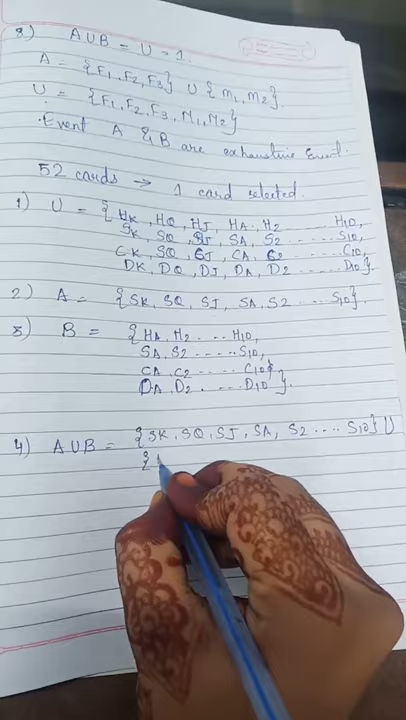 3) AUB = U = 1.
A = {F1, F2, F3} U {M1, M2}.
U = {F1, F2, F3, M1, M2}
Event A & B are exhaustive Event.
52 cards → 1 card selected.
1) U = {HK, HQ, HJ, HA, H2 ...... H10
SK, SQ, SJ, SA, S2 ...... S10,
CK, SQ, CJ, CA, C2 ...... C10,
DK, DQ, DJ, DA, D2 ...... D10}.
2) A = {SK, SQ, SJ, SA, S2 .... S10}.
3) B = {HA, H2 .... H10,
SA, S2 ..... S10,
CA, C2 ...... C10
DA, D2 ...... D10}.
4) AUB = {SK, SQ, SJ, SA, S2 .... S10} U
{